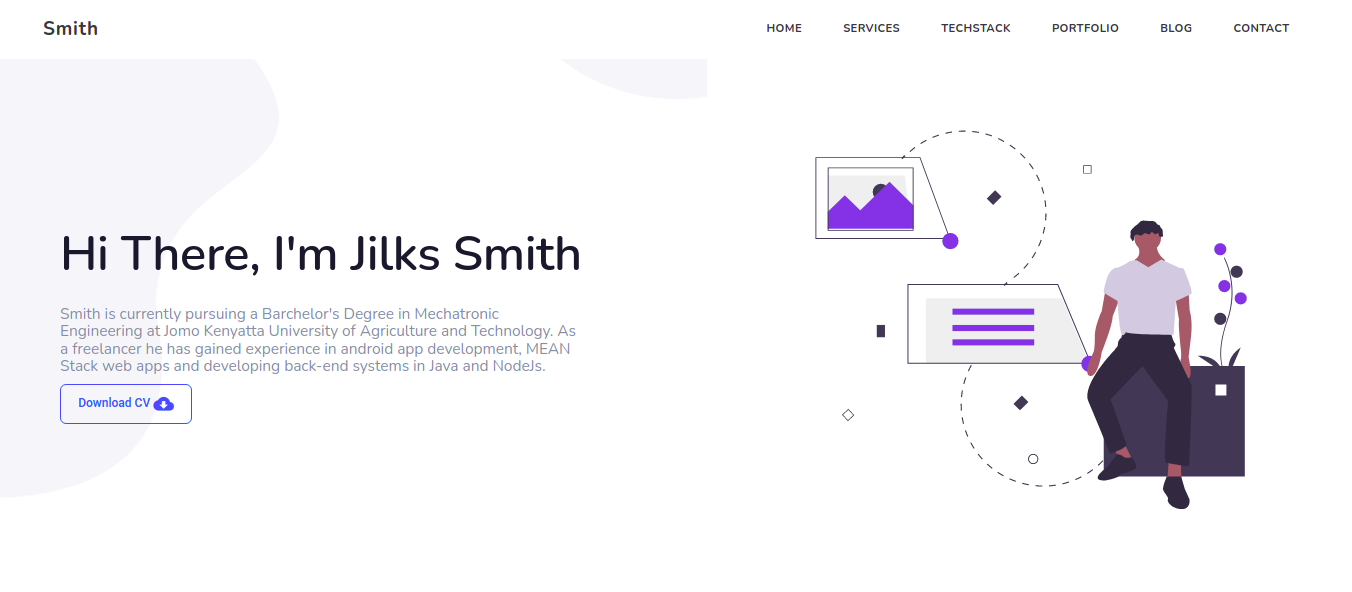 Smith
HOME SERVICES TECHSTACK PORTFOLIO BLOG CONTACT
Hi There, I'm Jilks Smith
Smith is currently pursuing a Barchelor's Degree in Mechatronic
Engineering at Jomo Kenyatta University of Agriculture and Technology. As
a freelancer he has gained experience in android app development, MEAN
Stack web apps and developing back-end systems in Java and NodeJs.
Download CV